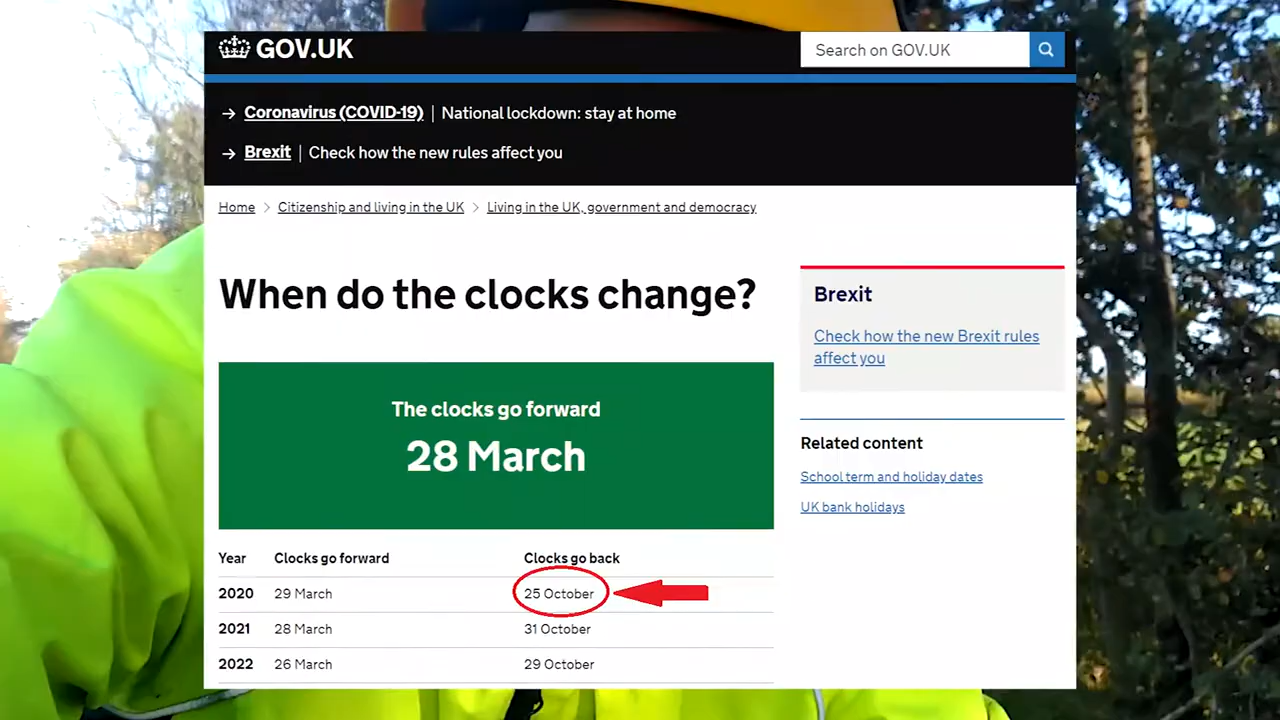 GOV.UK
Search on GOV.UK
→ Coronavirus (COVID-19) | National lockdown: stay at home
→ Brexit | Check how the new rules affect you
Home > Citizenship and living in the UK > Living in the UK, government and democracy
When do the clocks change?
The clocks go forward
28 March
Year Clocks go forward Clocks go back
2020 29 March 25 October
2021 28 March 31 October
2022 26 March 29 October
Brexit
Check how the new Brexit rules
affect you
Related content
School term and holiday dates
UK bank holidays